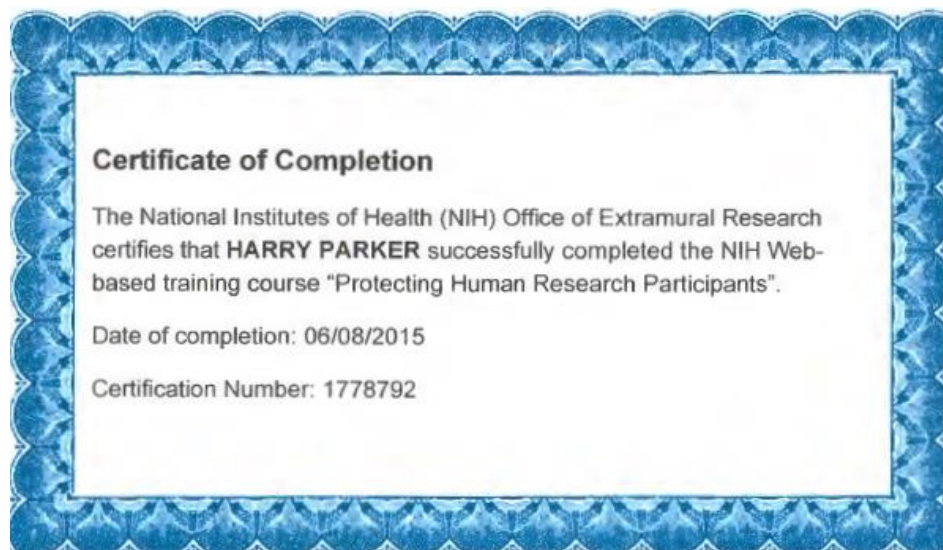 Certificate of Completion
The National Institutes of Health (NIH) Office of Extramural Research
certifies that HARRY PARKER successfully completed the NIH Web-
based training course “Protecting Human Research Participants”.
Date of completion: 06/08/2015
Certification Number: 1778792